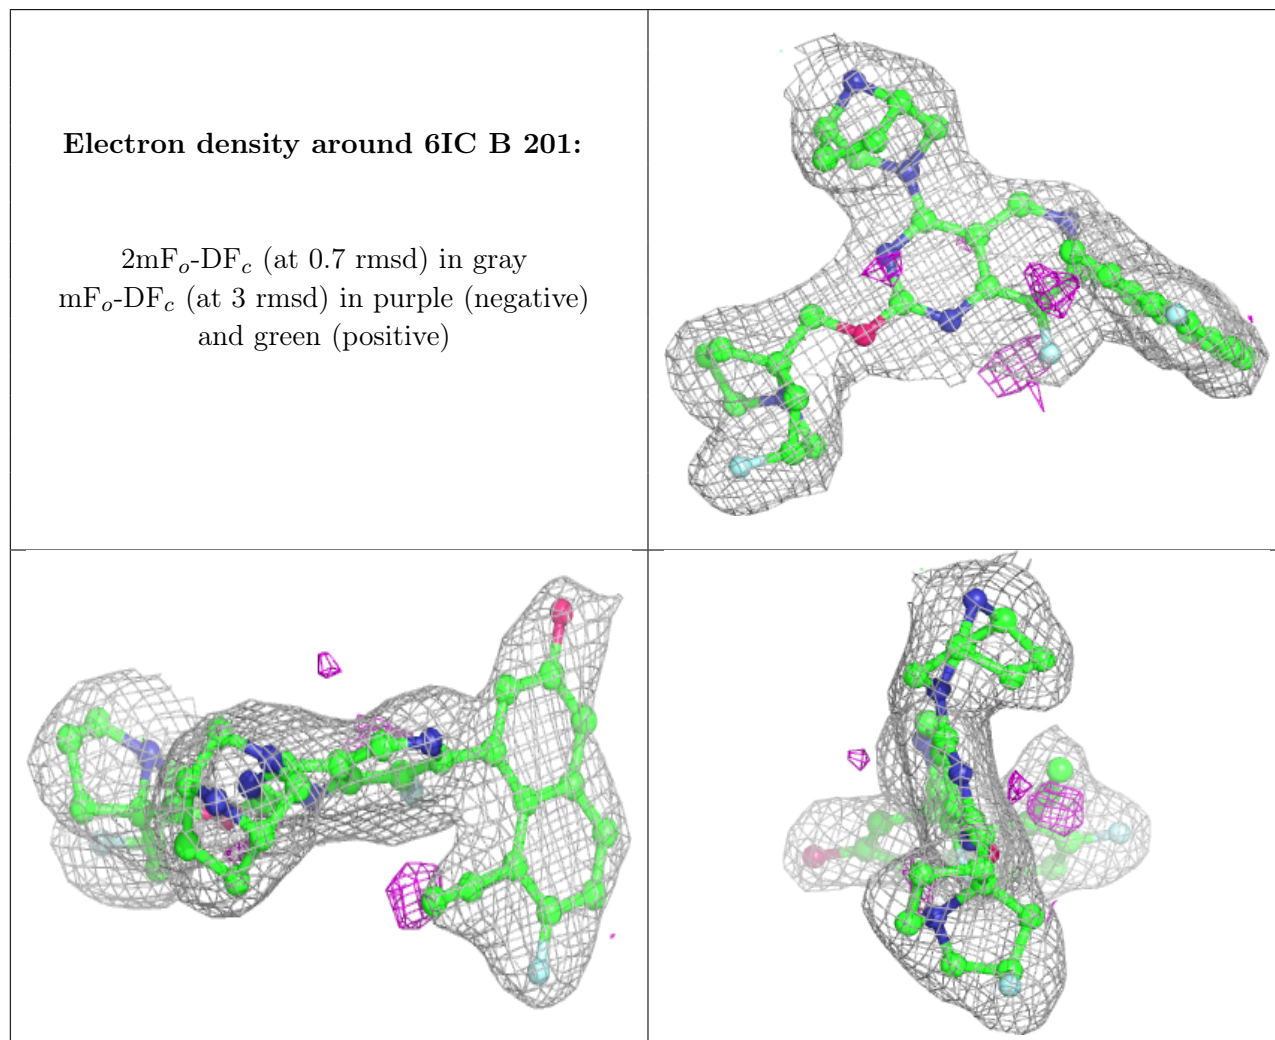 Electron density around 6IC B 201:
2mFo-DFc (at 0.7 rmsd) in gray
mFo-DFc (at 3 rmsd) in purple (negative)
and green (positive)